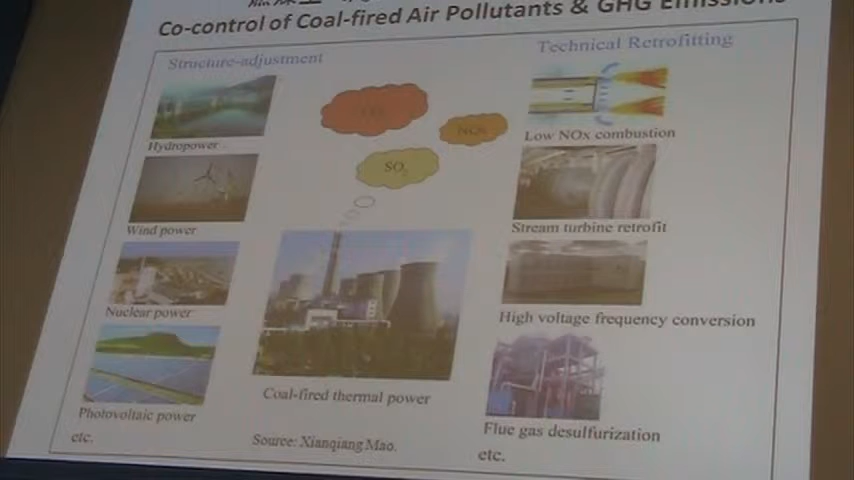 Co-control of Coal-fired Air Pollutants & GHG Emissions
Structure-adjustment
Technical Retrofitting
Hydropower
Wind power
Nuclear power
Photovoltaic power
etc.
NOx
SO2
Coal-fired thermal power
Source: Xianqiang Mao.
Low NOx combustion
Stream turbine retrofit
High voltage frequency conversion
Flue gas desulfurization
etc.